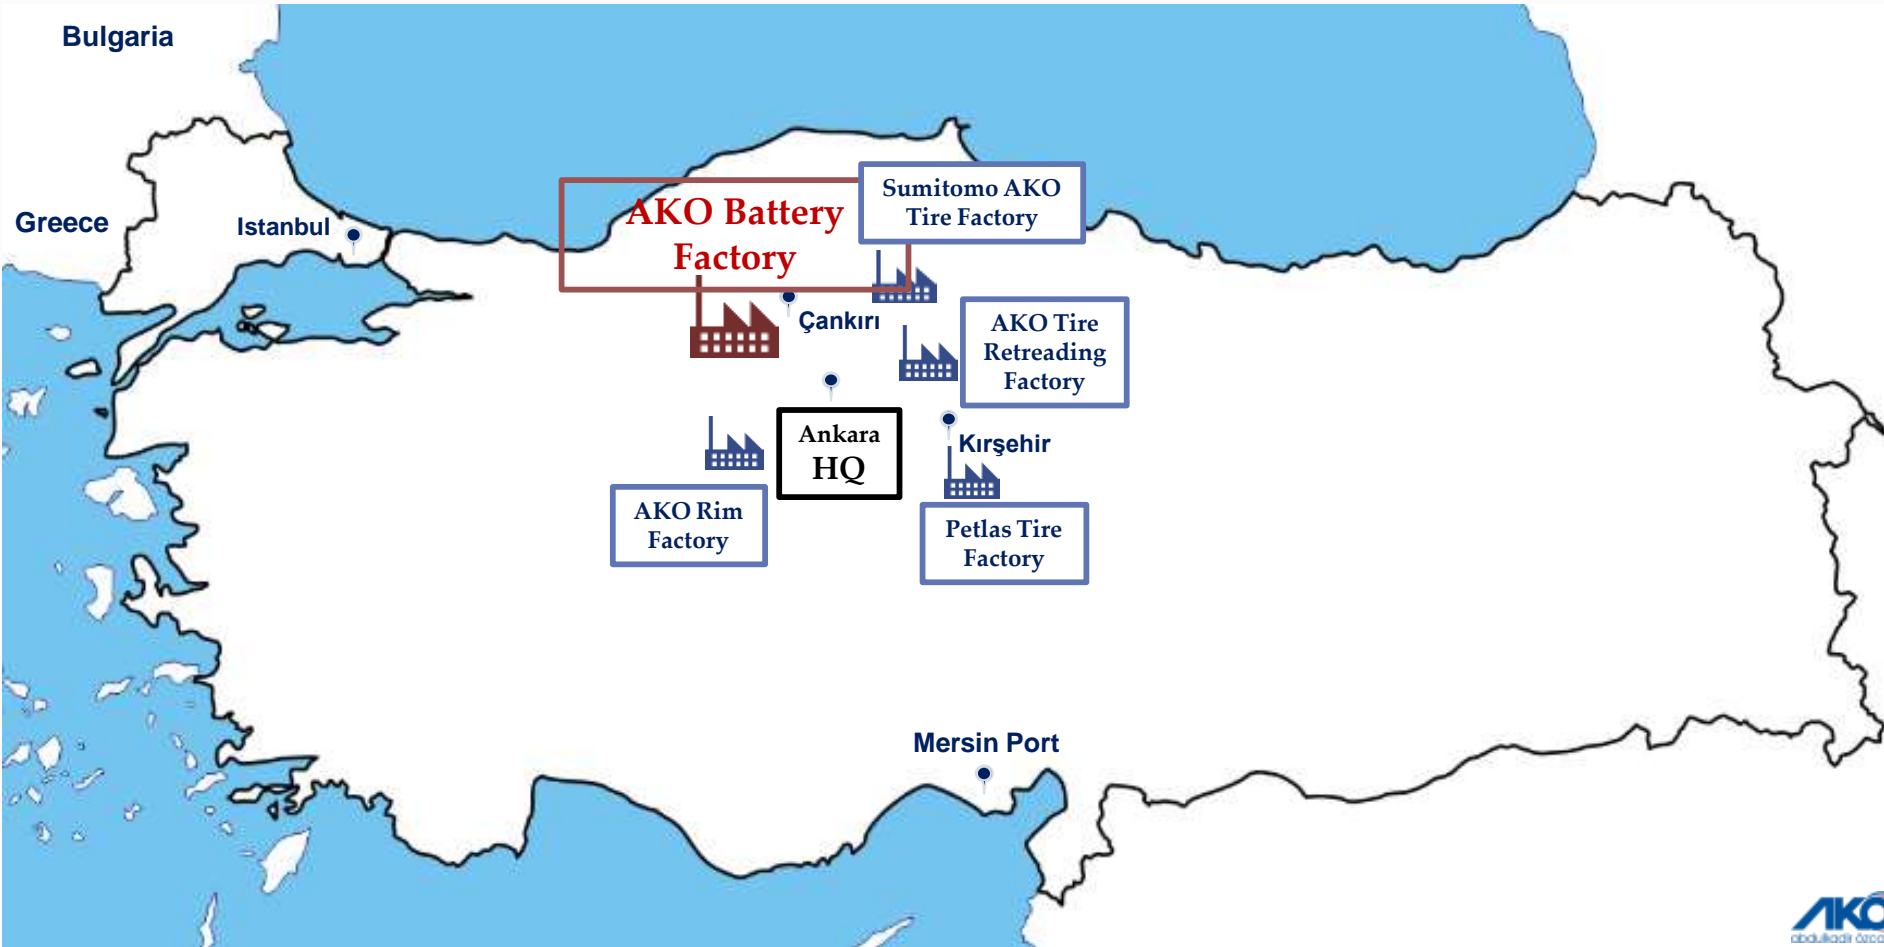 Bulgaria
Greece
Istanbul
AKO Battery
Factory
Sumitomo AKO
Tire Factory
Çankırı
AKO Tire
Retreading
Factory
Ankara
HQ
Kırşehir
AKO Rim
Factory
Petlas Tire
Factory
Mersin Port
AKO